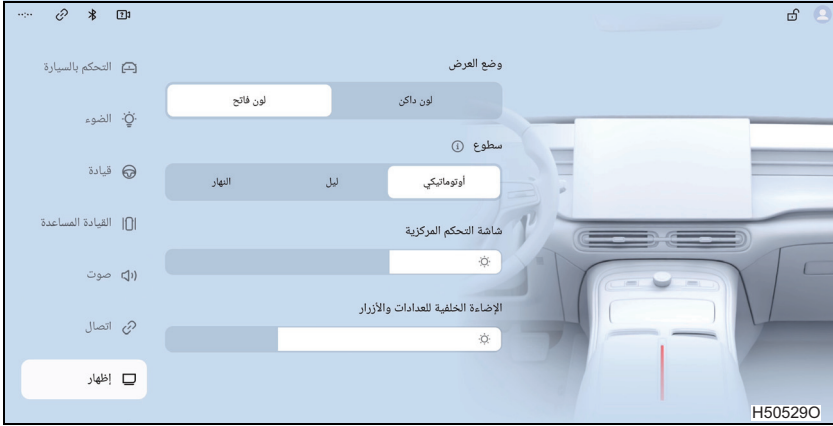 --:--
التحكم بالسيارة
الضوء
قيادة
القيادة المساعدة
صوت
اتصال
إظهار
وضع العرض
لون داكن
لون فاتح
سطوع
أوتوماتيكي
ليل
النهار
شاشة التحكم المركزية
الإضاءة الخلفية للعدادات والأزرار
H50529O